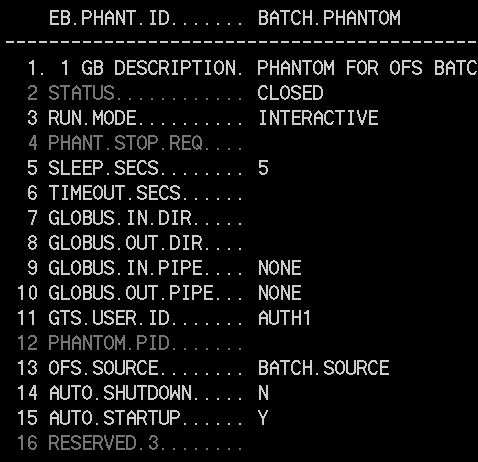 EB.PHANT.ID....... BATCH.PHANTOM
------------------------------------------------
1. 1 GB DESCRIPTION. PHANTOM FOR OFS BATC
2 STATUS............ CLOSED
3 RUN.MODE.......... INTERACTIVE
4 PHANT.STOP.REQ....
5 SLEEP.SECS........ 5
6 TIMEOUT.SECS......
7 GLOBUS.IN.DIR.....
8 GLOBUS.OUT.DIR....
9 GLOBUS.IN.PIPE.... NONE
10 GLOBUS.OUT.PIPE... NONE
11 GTS.USER.ID....... AUTH1
12 PHANTOM.PID.......
13 OFS.SOURCE........ BATCH.SOURCE
14 AUTO.SHUTDOWN..... N
15 AUTO.STARTUP...... Y
16 RESERVED.3........